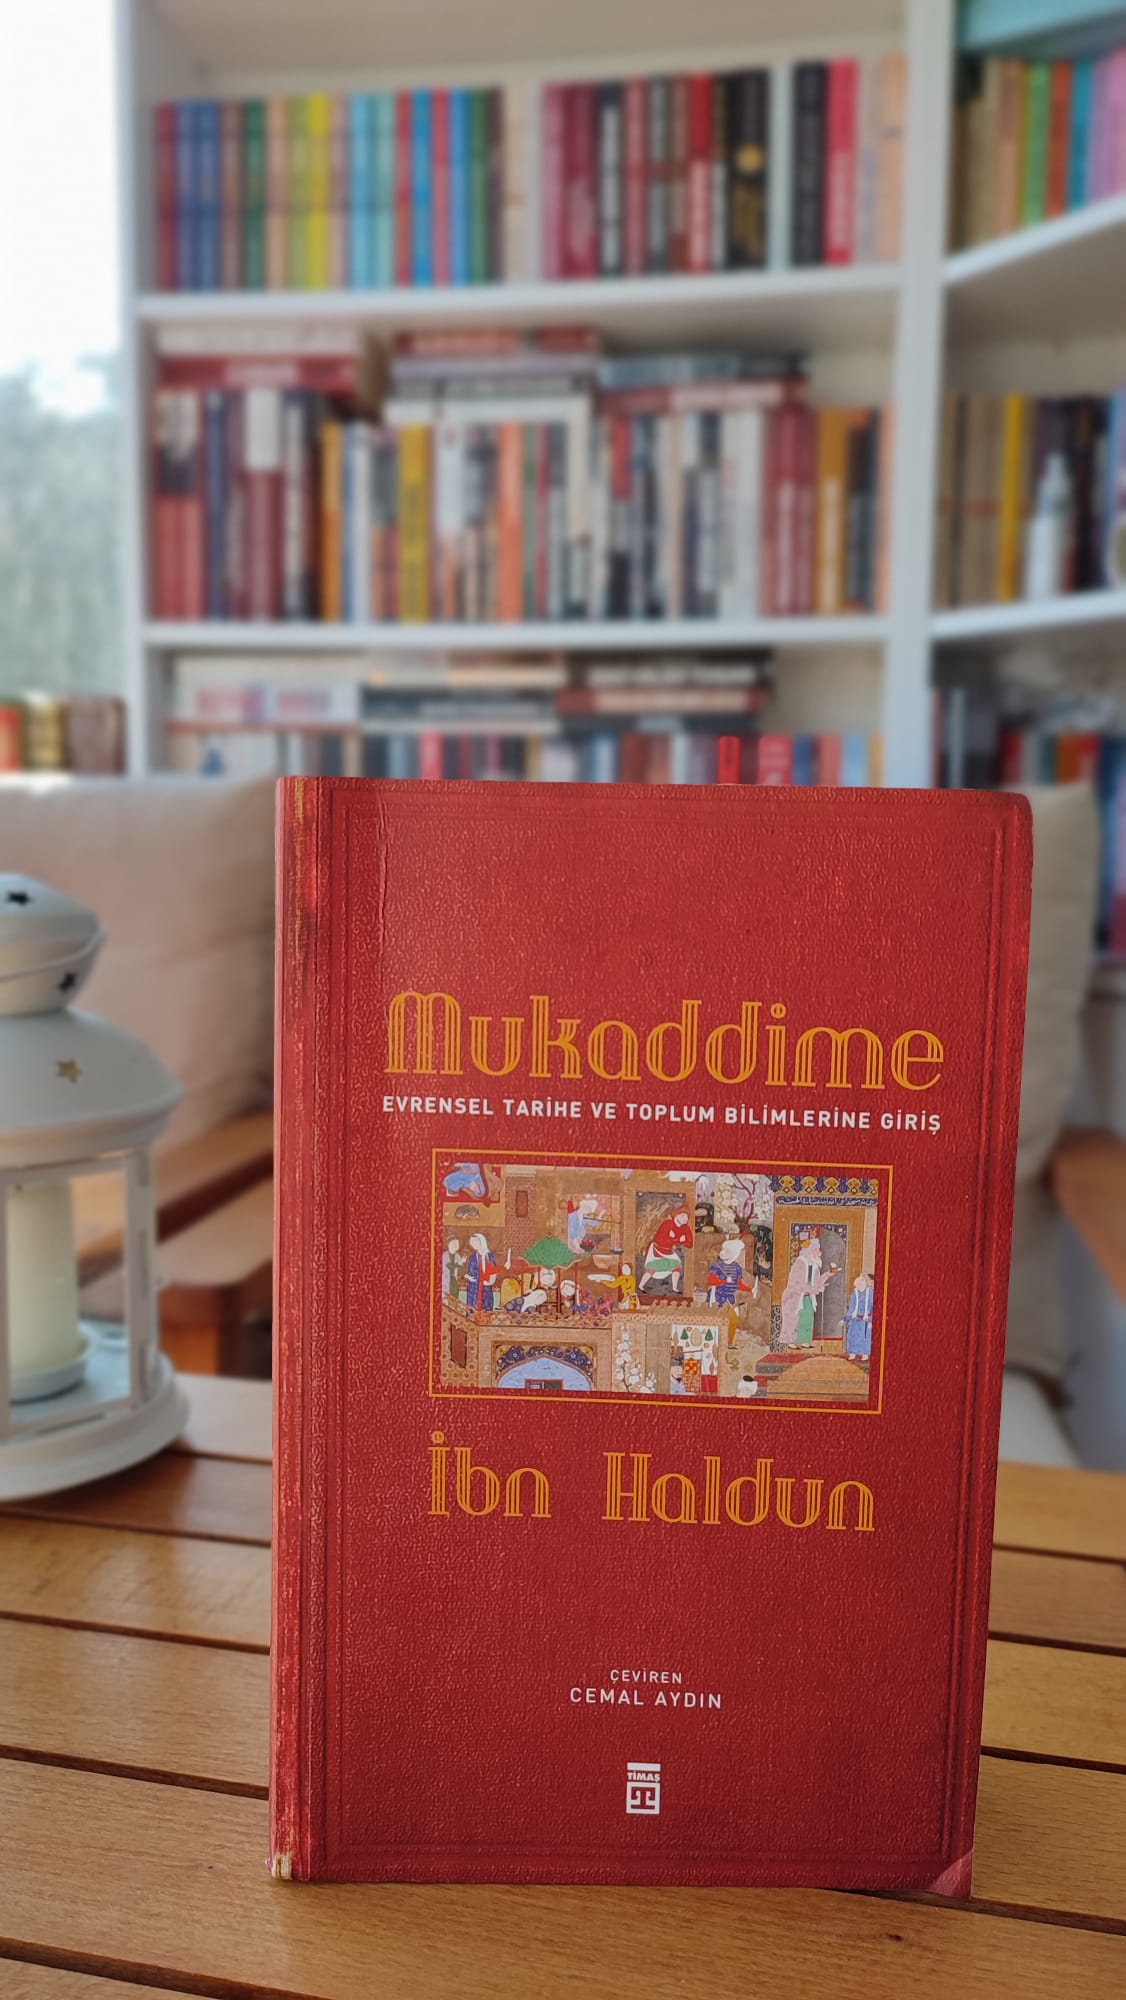 Mukaddime
EVRENSEL TARİHE VE TOPLUM BİLİMLERİNE GİRİŞ
İbn Haldun
ÇEVİREN
CEMAL AYDIN
TİMAŞ